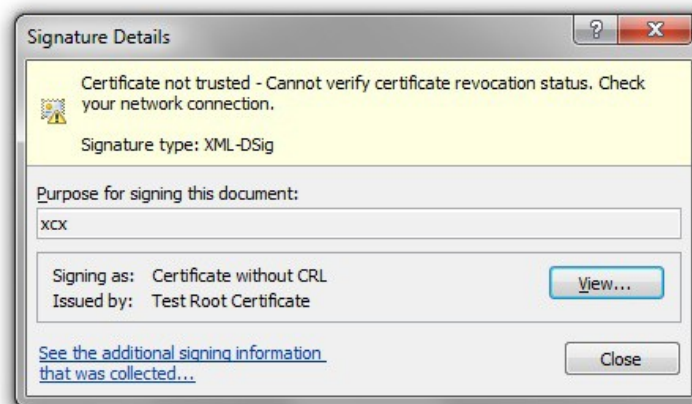 Signature Details
?
X
Certificate not trusted - Cannot verify certificate revocation status. Check
your network connection.
Signature type: XML-DSig
Purpose for signing this document:
xcx
Signing as: Certificate without CRL
Issued by: Test Root Certificate
View...
See the additional signing information
that was collected...
Close